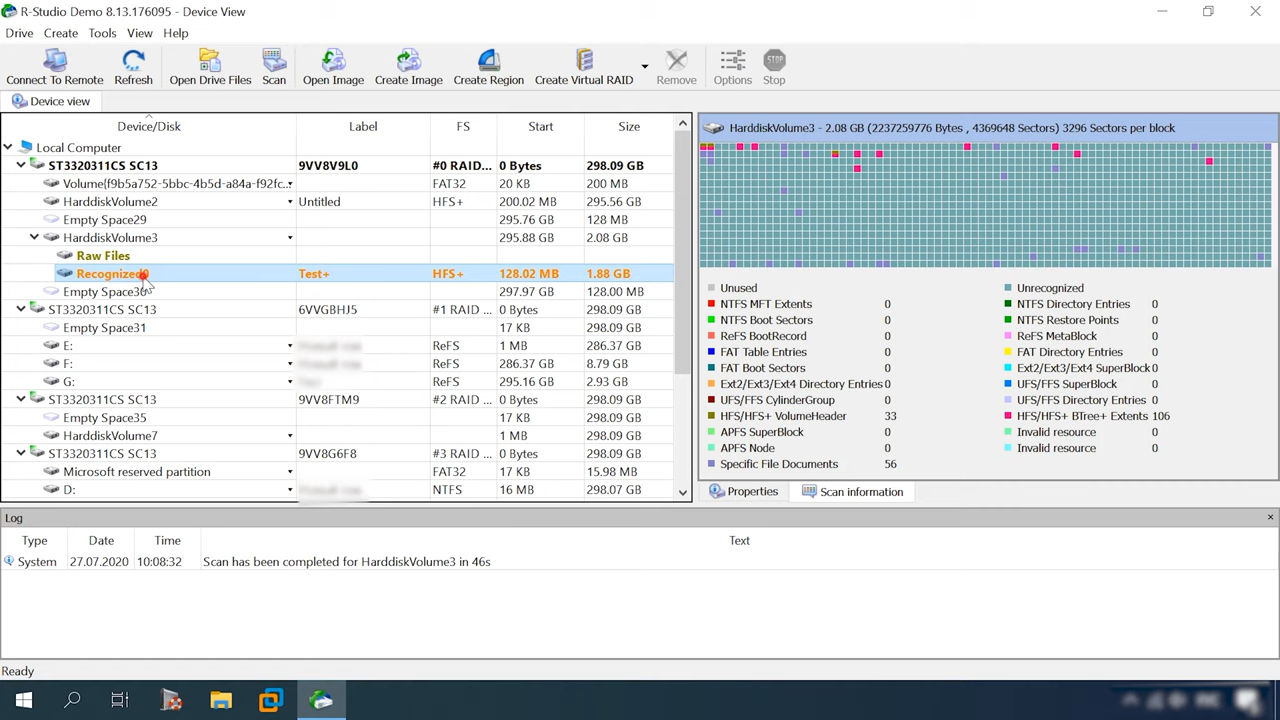 R-Studio Demo 8.13.176095 - Device View
Drive Create Tools View Help
Connect To Remote Refresh Open Drive Files Scan Open Image Create Image Create Region Create Virtual RAID Remove Options Stop
Device view
Device/Disk Label FS Start Size
Local Computer
ST3320311CS SC13 9VV8V9L0 #0 RAID... 0 Bytes 298.09 GB
Volume{f9b5a752-5bbc-4b5d-a84a-f92fc... FAT32 20 KB 200 MB
HarddiskVolume2 Untitled HFS+ 200.02 MB 295.56 GB
Empty Space29 295.76 GB 128 MB
HarddiskVolume3 295.88 GB 2.08 GB
Raw Files
Recognized0 Test+ HFS+ 128.02 MB 1.88 GB
Empty Space30 297.97 GB 128.00 MB
ST3320311CS SC13 6VVGBHJ5 #1 RAID ... 0 Bytes 298.09 GB
Empty Space31 17 KB
E: ReFS 1 MB 286.37 GB
F: ReFS 286.37 GB 8.79 GB
G: ReFS 295.16 GB 2.93 GB
ST3320311CS SC13 9VV8FTM9 #2 RAID ... 0 Bytes 298.09 GB
Empty Space35 17 KB
HarddiskVolume7 1 MB 298.09 GB
ST3320311CS SC13 9VV8G6F8 #3 RAID ... 0 Bytes 298.09 GB
Microsoft reserved partition FAT32 17 KB 15.98 MB
D: NTFS 16 MB 298.07 GB
HarddiskVolume3 - 2.08 GB (2237259776 Bytes , 4369648 Sectors) 3296 Sectors per block
Unused Unrecognized
NTFS MFT Extents 0 NTFS Directory Entries 0
NTFS Boot Sectors 0 NTFS Restore Points 0
ReFS BootRecord 0 ReFS MetaBlock 0
FAT Table Entries 0 FAT Directory Entries 0
FAT Boot Sectors 0 Ext2/Ext3/Ext4 SuperBlock 0
Ext2/Ext3/Ext4 Directory Entries 0 UFS/FFS SuperBlock 0
UFS/FFS CylinderGroup 0 UFS/FFS Directory Entries 0
HFS/HFS+ VolumeHeader 33 HFS/HFS+ BTree+ Extents 106
APFS SuperBlock 0 Invalid resource 0
APFS Node 0 Invalid resource 0
Specific File Documents 56
Properties Scan information
Log
Type Date Time Text
System 27.07.2020 10:08:32 Scan has been completed for HarddiskVolume3 in 46s
Ready